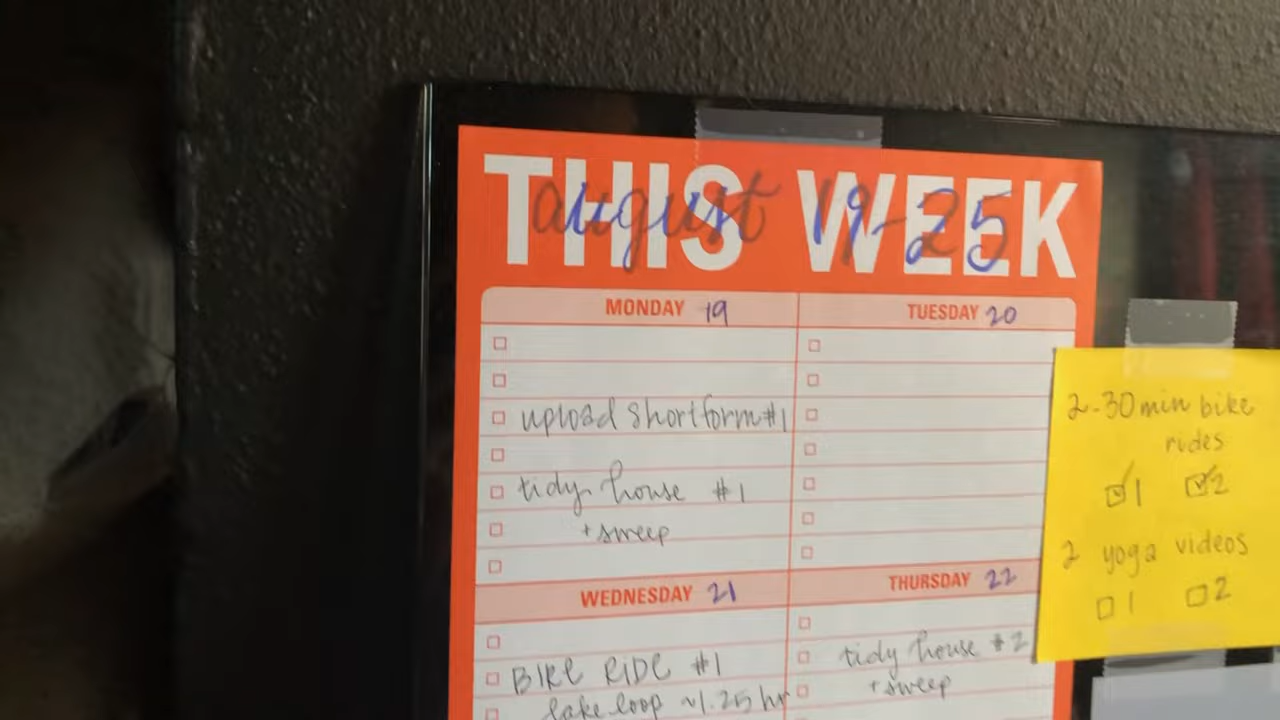 THIS WEEK
august 19-25
MONDAY 19
TUESDAY 20
upload shortform #1
tidy house #1
+sweep
WEDNESDAY 21
THURSDAY 22
BIKE RIDE #1
lake loop ~1.25 hr
tidy house #2
+sweep
2-30 min bike
rides
1 2
2 yoga videos
1 2